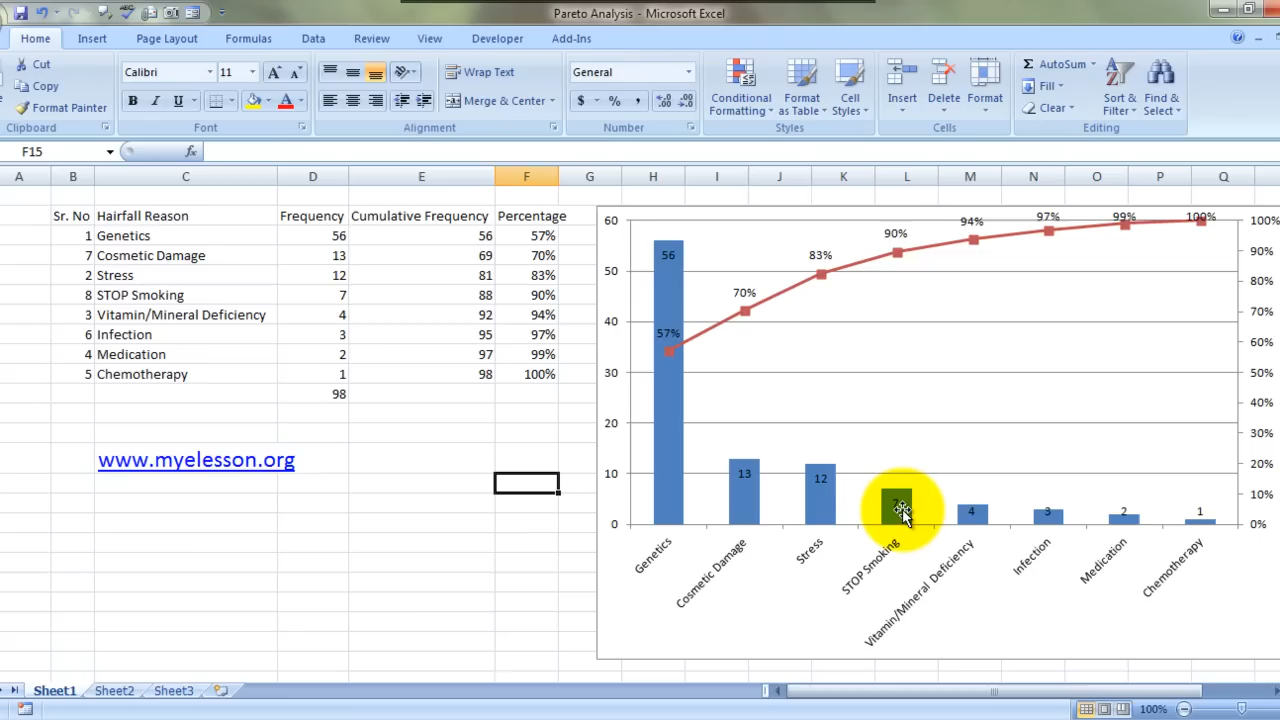 Pareto Analysis - Microsoft Excel
Home Insert Page Layout Formulas Data Review View Developer Add-Ins
Cut
Copy
Format Painter
Clipboard
Calibri 11
B I U
Font
Wrap Text
Merge & Center
Alignment
General
$ % ,
Number
Conditional Formatting
Format as Table
Cell Styles
Styles
Insert Delete Format
Cells
AutoSum
Fill
Clear
Sort & Filter
Find & Select
Editing
F15 fx
A B C D E F G H I J K L M N O P Q
Sr. No Hairfall Reason Frequency Cumulative Frequency Percentage
1 Genetics 56 56 57%
7 Cosmetic Damage 13 69 70%
2 Stress 12 81 83%
8 STOP Smoking 7 88 90%
3 Vitamin/Mineral Deficiency 4 92 94%
6 Infection 3 95 97%
4 Medication 2 97 99%
5 Chemotherapy 1 98 100%
98
www.myelesson.org
60
50
40
30
20
10
0
57% 70% 83% 90% 94% 97% 99% 100%
56 13 12 7 4 3 2 1
100%
90%
80%
70%
60%
50%
40%
30%
20%
10%
0%
Genetics
Cosmetic Damage
Stress
STOP Smoking
Vitamin/Mineral Deficiency
Infection
Medication
Chemotherapy
Sheet1 Sheet2 Sheet3
100%